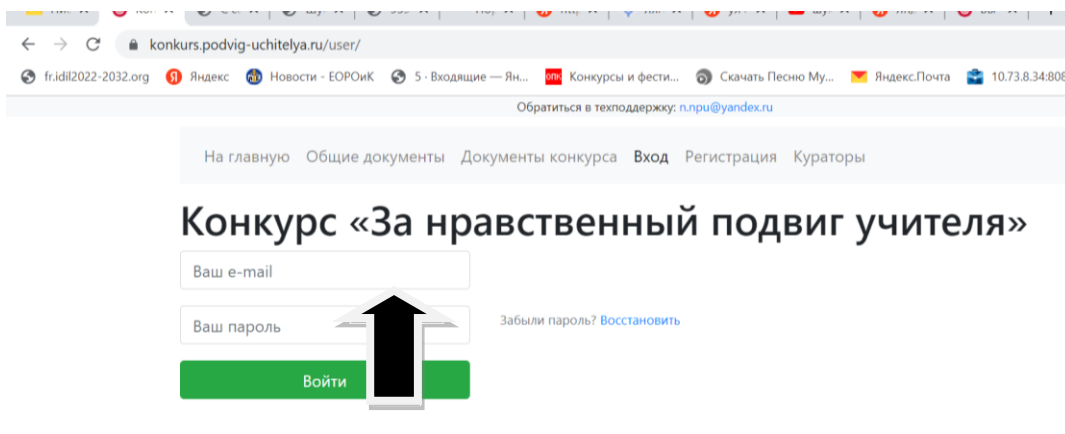 konkurs.podvig-uchitelya.ru/user/
fr.idil2022-2032.org Яндекс Новости - ЕОРОиК 5 · Входящие — Ян... Конкурсы и фести... Скачать Песню Му... Яндекс.Почта 10.73.8.34:808
Обратиться в техподдержку: n.npu@yandex.ru
На главную Общие документы Документы конкурса Вход Регистрация Кураторы
Конкурс «За нравственный подвиг учителя»
Ваш e-mail
Ваш пароль
Забыли пароль? Восстановить
Войти